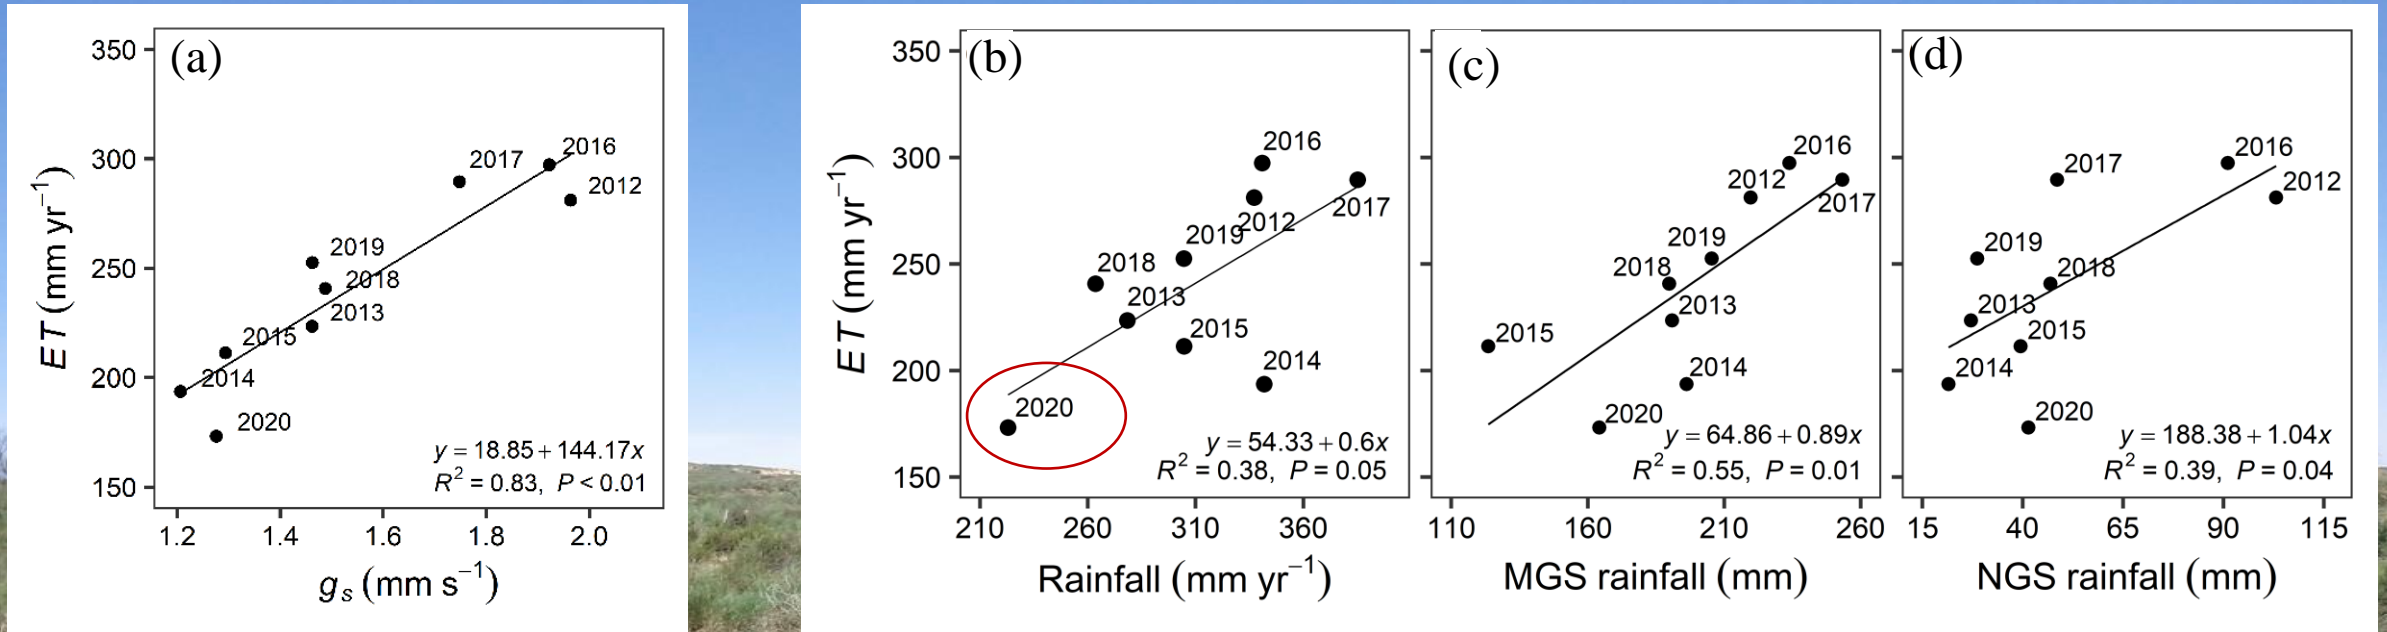 (a)
350
300
250
200
150
ET (mm yr⁻¹)
2016
2017
2012
2019
2018
2013
2015
2014
2020
y = 18.85 + 144.17x
R² = 0.83, P < 0.01
1.2 1.4 1.6 1.8 2.0
gₛ (mm s⁻¹)
(b)
350
300
250
200
150
ET (mm yr⁻¹)
2016
2017
2012
2019
2018
2013
2015
2014
2020
y = 54.33 + 0.6x
R² = 0.38, P = 0.05
210 260 310 360
Rainfall (mm yr⁻¹)
(c)
2016
2012
2017
2019
2018
2013
2015
2014
2020
y = 64.86 + 0.89x
R² = 0.55, P = 0.01
110 160 210 260
MGS rainfall (mm)
(d)
2016
2017
2012
2019
2018
2013
2015
2014
2020
y = 188.38 + 1.04x
R² = 0.39, P = 0.04
15 40 65 90 115
NGS rainfall (mm)